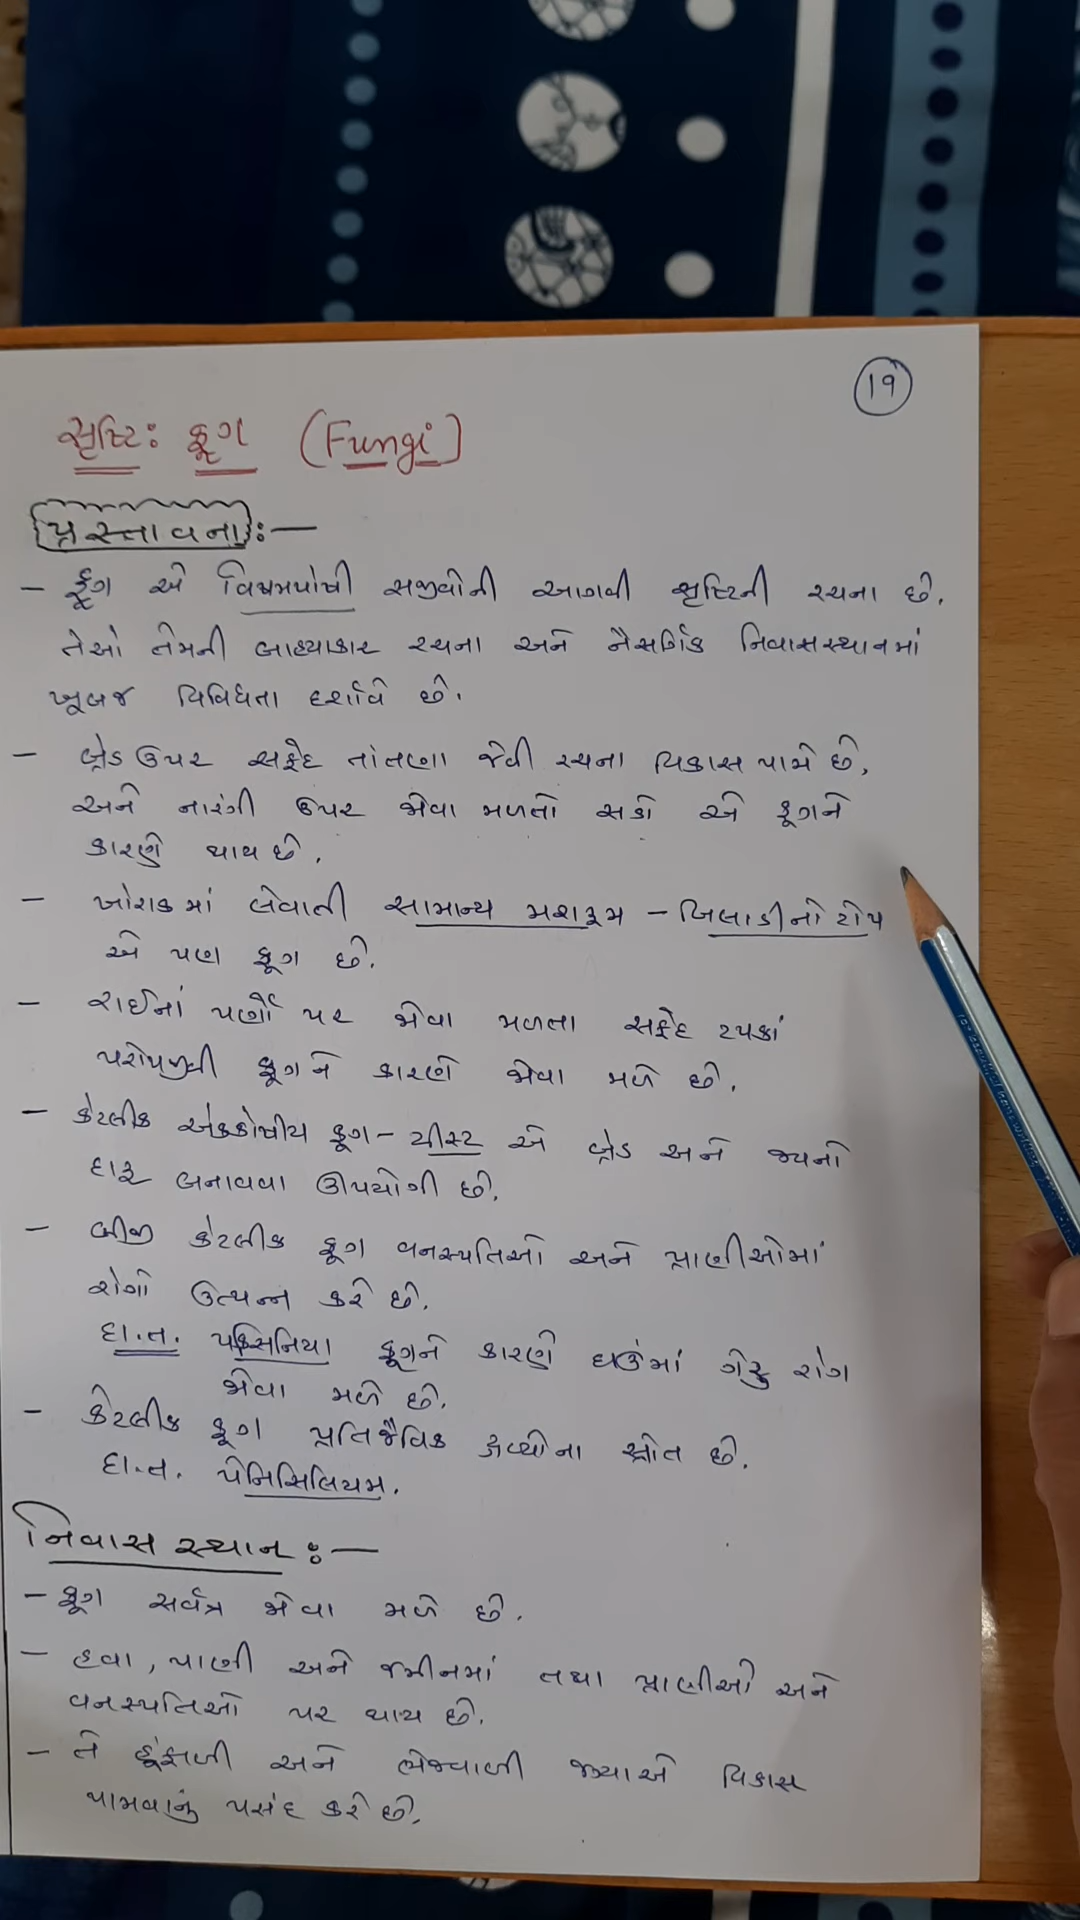 19
સૃષ્ટિ: ફૂગ (Fungi)
પ્રસ્તાવના:—
- ફૂગ એ વિષમપોષી સજીવોની આગવી સૃષ્ટિની રચના છે.
તેઓ તેમની બાહ્યાકાર રચના અને નૈસર્ગિક નિવાસસ્થાનમાં
ખૂબજ વિવિધતા દર્શાવે છે.
- બ્રેડ ઉપર સફેદ તાંતણા જેવી રચના વિકાસ પામે છે,
અને નારંગી ઉપર જોવા મળતો સડો એ ફૂગને
કારણે થાય છે.
- ખોરાકમાં લેવાતી સામાન્ય મશરૂમ - બિલાડીનો ટોપ
એ પણ ફૂગ છે.
- રાઈનાં પર્ણો પર જોવા મળતા સફેદ ટપકાં
પરોપજીવી ફૂગને કારણે જોવા મળે છે.
- કેટલીક એકકોષીય ફૂગ - યીસ્ટ એ બ્રેડ અને જવનો
દારૂ બનાવવા ઊપયોગી છે.
- બીજી કેટલીક ફૂગ વનસ્પતિઓ અને પ્રાણીઓમાં
રોગો ઉત્પન્ન કરે છે.
દા.ત. પક્સિનિયા ફૂગને કારણે ઘઉંમાં ગેરુ રોગ
જોવા મળે છે.
- કેટલીક ફૂગ પ્રતિજૈવિક દ્રવ્યોના સ્રોત છે.
દા.ત. પેનિસિલિયમ.
નિવાસ સ્થાન:—
- ફૂગ સર્વત્ર જોવા મળે છે.
- હવા, પાણી અને જમીનમાં તથા પ્રાણીઓ અને
વનસ્પતિઓ પર થાય છે.
- તે હૂંફાળી અને ભેજવાળી જગ્યાએ વિકાસ
પામવાનું પસંદ કરે છે.